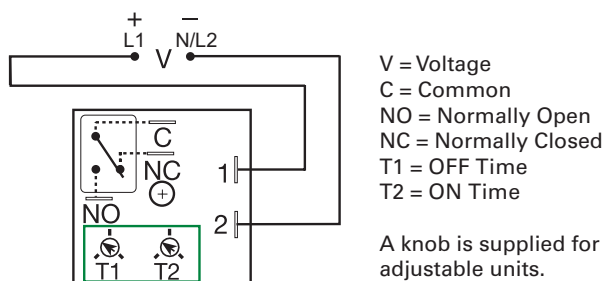 + −
L1 N/L2
V
C
NC
1
NO
2
T1 T2
V = Voltage
C = Common
NO = Normally Open
NC = Normally Closed
T1 = OFF Time
T2 = ON Time
A knob is supplied for
adjustable units.